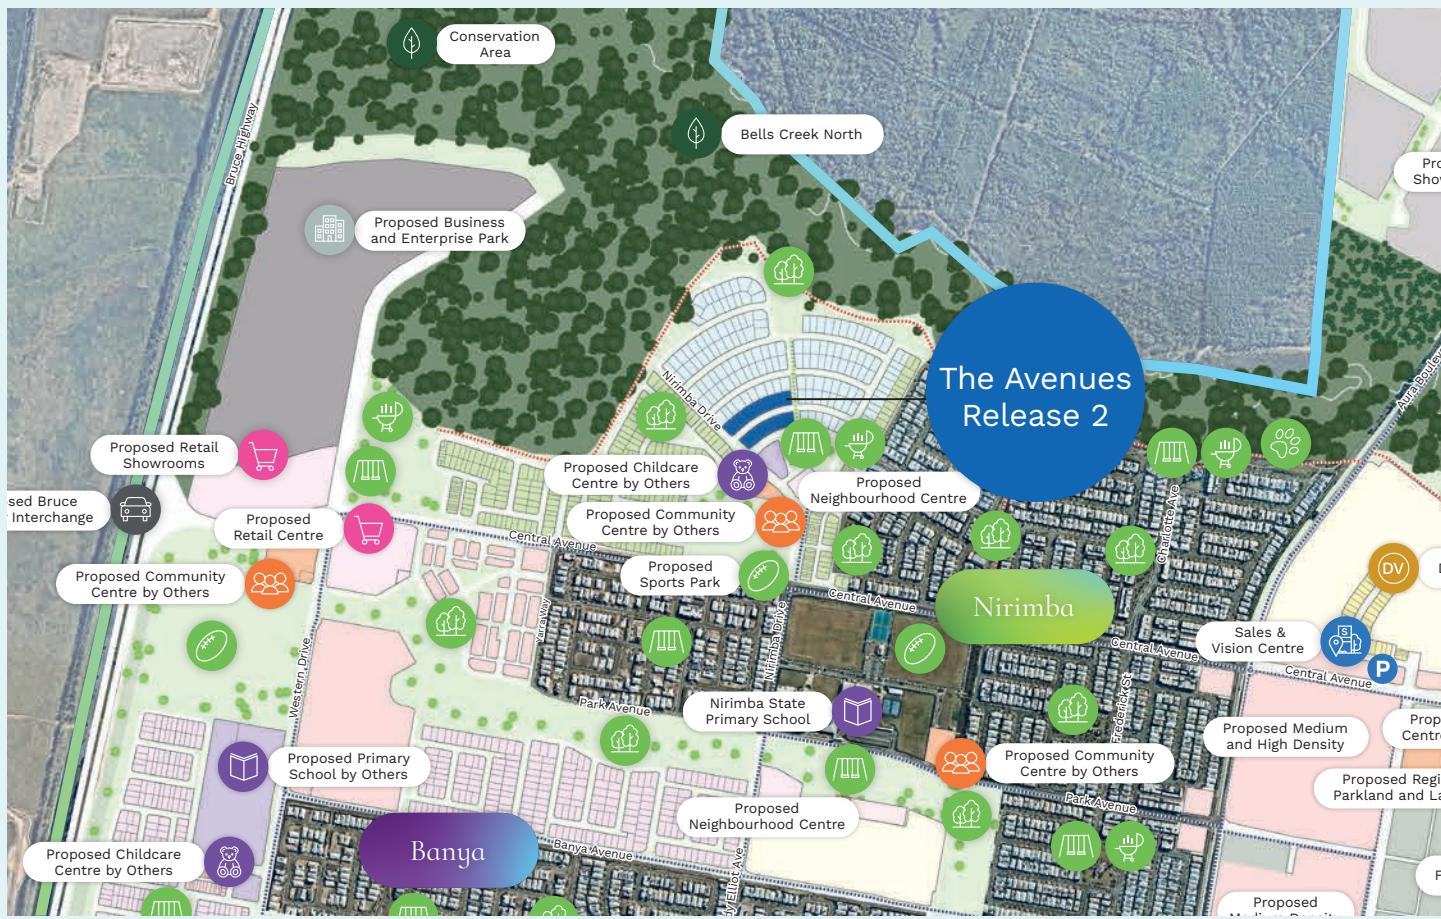 Conservation
Area
Bruce Highway
Bells Creek North
Proposed Business
and Enterprise Park
The Avenues
Release 2
Nirimba Drive
Proposed Retail
Showrooms
Proposed Childcare
Centre by Others
Proposed
Neighbourhood Centre
Interchange
Proposed
Retail Centre
Central Avenue
Proposed Community
Centre by Others
Charlotte Ave
Proposed Community
Centre by Others
Proposed
Sports Park
Central Avenue
DV
Nirimba
Yarra Way
Nirimba Drive
Western Drive
Sales &
Vision Centre
Central Avenue
Central Avenue
P
Park Avenue
Nirimba State
Primary School
Frederick St
Proposed Medium
and High Density
Proposed Primary
School by Others
Proposed Community
Centre by Others
Parkland and
Park Avenue
Proposed
Neighbourhood Centre
Banya
Banya Avenue
Proposed Childcare
Centre by Others
Elliot Ave
Proposed